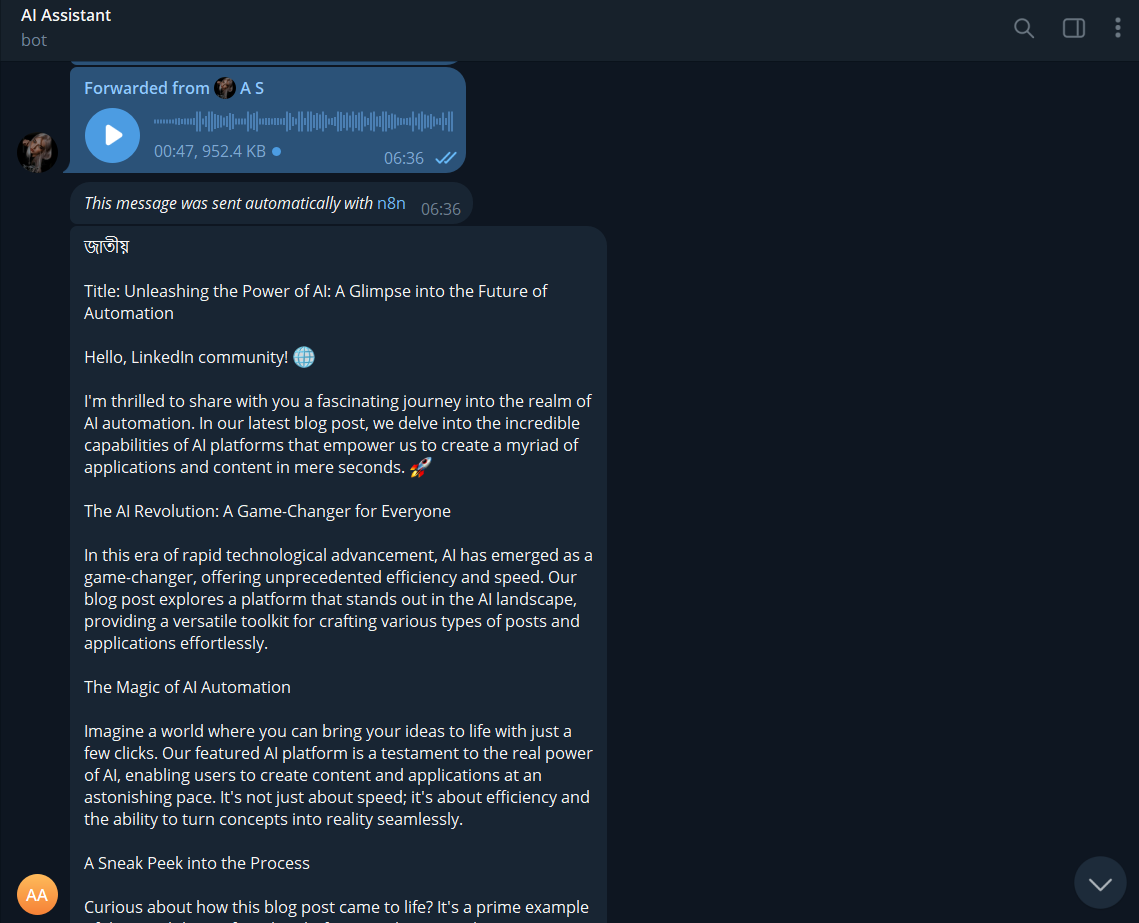 AI Assistant
bot
Forwarded from A S
00:47, 952.4 KB
06:36
This message was sent automatically with n8n
06:36
জাতীয়
Title: Unleashing the Power of AI: A Glimpse into the Future of
Automation
Hello, LinkedIn community! 🌐
I'm thrilled to share with you a fascinating journey into the realm of
AI automation. In our latest blog post, we delve into the incredible
capabilities of AI platforms that empower us to create a myriad of
applications and content in mere seconds. 🚀
The AI Revolution: A Game-Changer for Everyone
In this era of rapid technological advancement, AI has emerged as a
game-changer, offering unprecedented efficiency and speed. Our
blog post explores a platform that stands out in the AI landscape,
providing a versatile toolkit for crafting various types of posts and
applications effortlessly.
The Magic of AI Automation
Imagine a world where you can bring your ideas to life with just a
few clicks. Our featured AI platform is a testament to the real power
of AI, enabling users to create content and applications at an
astonishing pace. It's not just about speed; it's about efficiency and
the ability to turn concepts into reality seamlessly.
A Sneak Peek into the Process
Curious about how this blog post came to life? It's a prime example
AA